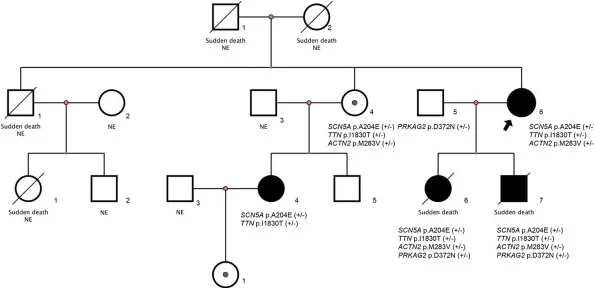 1
2
Sudden death
NE
Sudden death
NE
1
2
3
4
5
6
Sudden death
NE
NE
NE
SCN5A p.A204E (+/-)
TTN p.I1830T (+/-)
ACTN2 p.M283V (+/-)
PRKAG2 p.D372N (+/-)
SCN5A p.A204E (+/-)
TTN p.I1830T (+/-)
ACTN2 p.M283V (+/-)
1
2
3
4
5
6
7
Sudden death
NE
NE
NE
SCN5A p.A204E (+/-)
TTN p.I1830T (+/-)
Sudden death
Sudden death
SCN5A p.A204E (+/-)
TTN p.I1830T (+/-)
ACTN2 p.M283V (+/-)
PRKAG2 p.D372N (+/-)
SCN5A p.A204E (+/-)
TTN p.I1830T (+/-)
ACTN2 p.M283V (+/-)
PRKAG2 p.D372N (+/-)
1